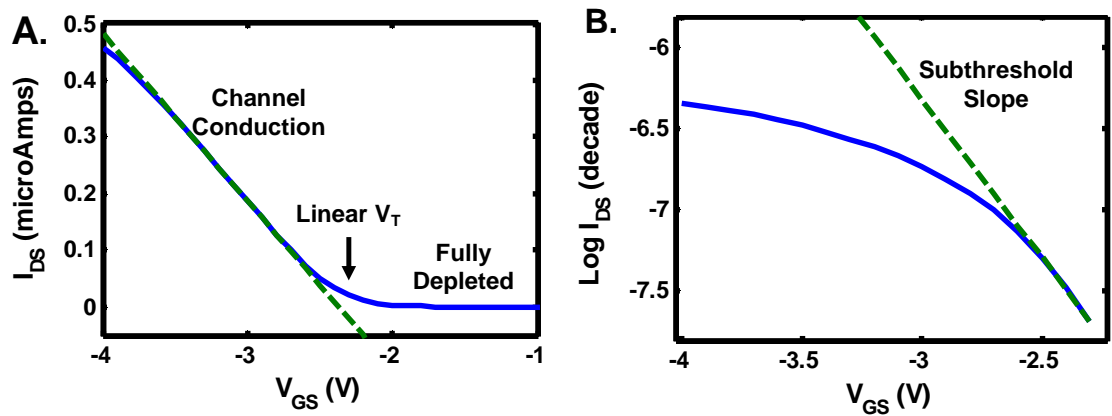 A.
0.5
0.4
0.3
0.2
0.1
0
I_DS (microAmps)
Channel
Conduction
Linear V_T
Fully
Depleted
-4
-3
-2
-1
V_GS (V)
B.
-6
-6.5
-7
-7.5
Log I_DS (decade)
Subthreshold
Slope
-4
-3.5
-3
-2.5
V_GS (V)